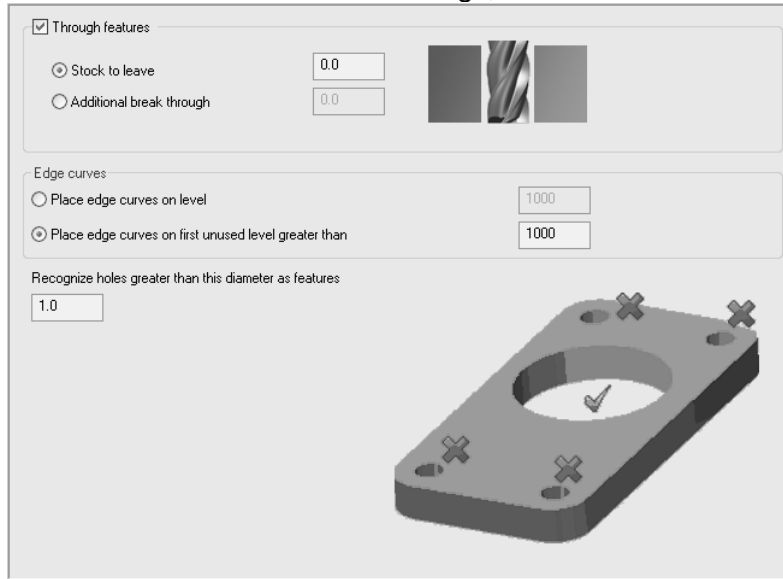 Through features
Stock to leave 0.0
Additional break through 0.0
Edge curves
Place edge curves on level 1000
Place edge curves on first unused level greater than 1000
Recognize holes greater than this diameter as features
1.0